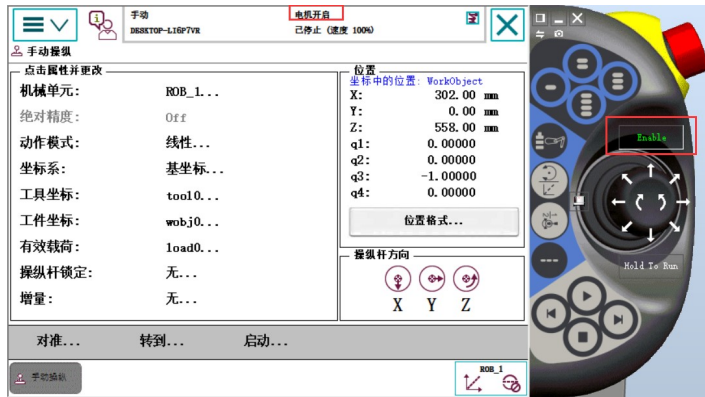 手动
DESKTOP-LI6P7VR
电机开启
已停止 (速度 100%)
手动操纵
点击属性并更改
机械单元: ROB_1...
绝对精度: Off
动作模式: 线性...
坐标系: 基坐标...
工具坐标: tool0...
工件坐标: wobj0...
有效载荷: load0...
操纵杆锁定: 无...
增量: 无...
位置
坐标中的位置: WorkObject
X: 302.00 mm
Y: 0.00 mm
Z: 558.00 mm
q1: 0.00000
q2: 0.00000
q3: -1.00000
q4: 0.00000
位置格式...
操纵杆方向
X Y Z
对准... 转到... 启动...
手动操纵
ROB_1
Enable
Hold To Run